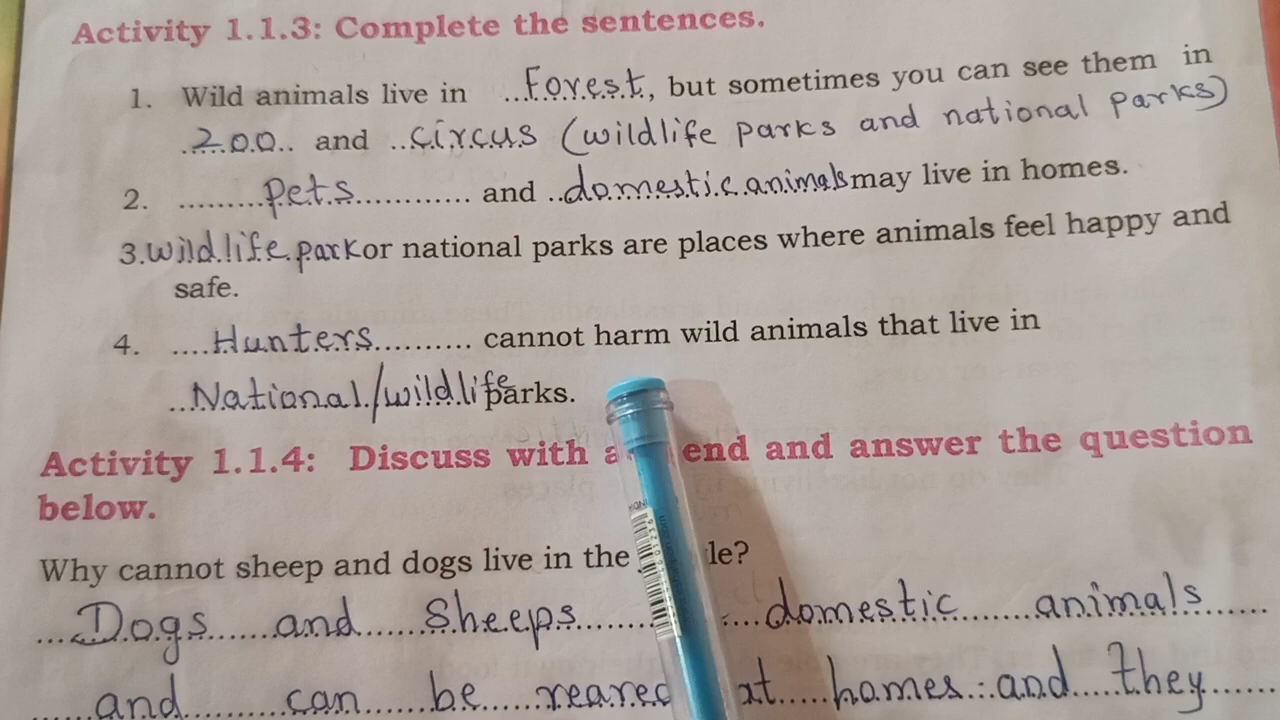 Activity 1.1.3: Complete the sentences.
1. Wild animals live in ...Forest., but sometimes you can see them in
..zoo.. and ..circus (wildlife parks and national parks)
2. .........pets............ and ..domestic animals may live in homes.
3. wildlife park or national parks are places where animals feel happy and
safe.
4. ....Hunters.......... cannot harm wild animals that live in
...National/wildlife parks.
Activity 1.1.4: Discuss with a end and answer the question
below.
Why cannot sheep and dogs live in the le?
...Dogs......and......Sheeps....... ....domestic......animals......
......and........can.......be.......reared at.....homes..and....they......